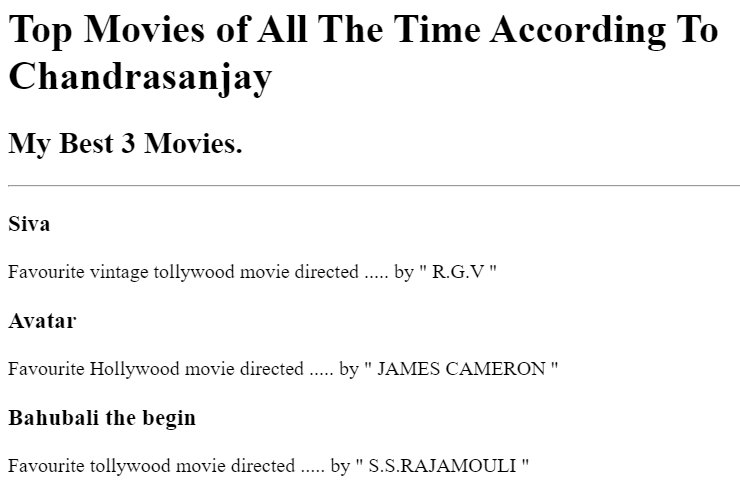 Top Movies of All The Time According To
Chandrasanjay
My Best 3 Movies.
Siva
Favourite vintage tollywood movie directed ..... by " R.G.V "
Avatar
Favourite Hollywood movie directed ..... by " JAMES CAMERON "
Bahubali the begin
Favourite tollywood movie directed ..... by " S.S.RAJAMOULI "